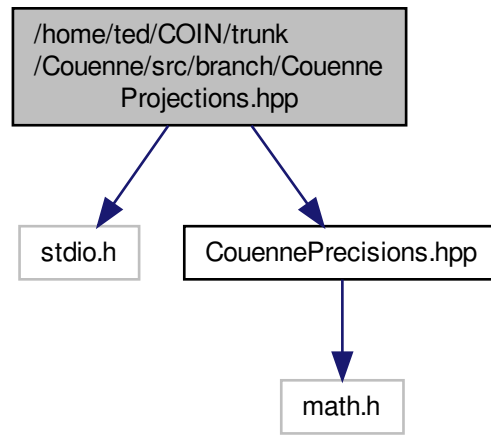 /home/ted/COIN/trunk
/Couenne/src/branch/Couenne
Projections.hpp
stdio.h
CouennePrecisions.hpp
math.h